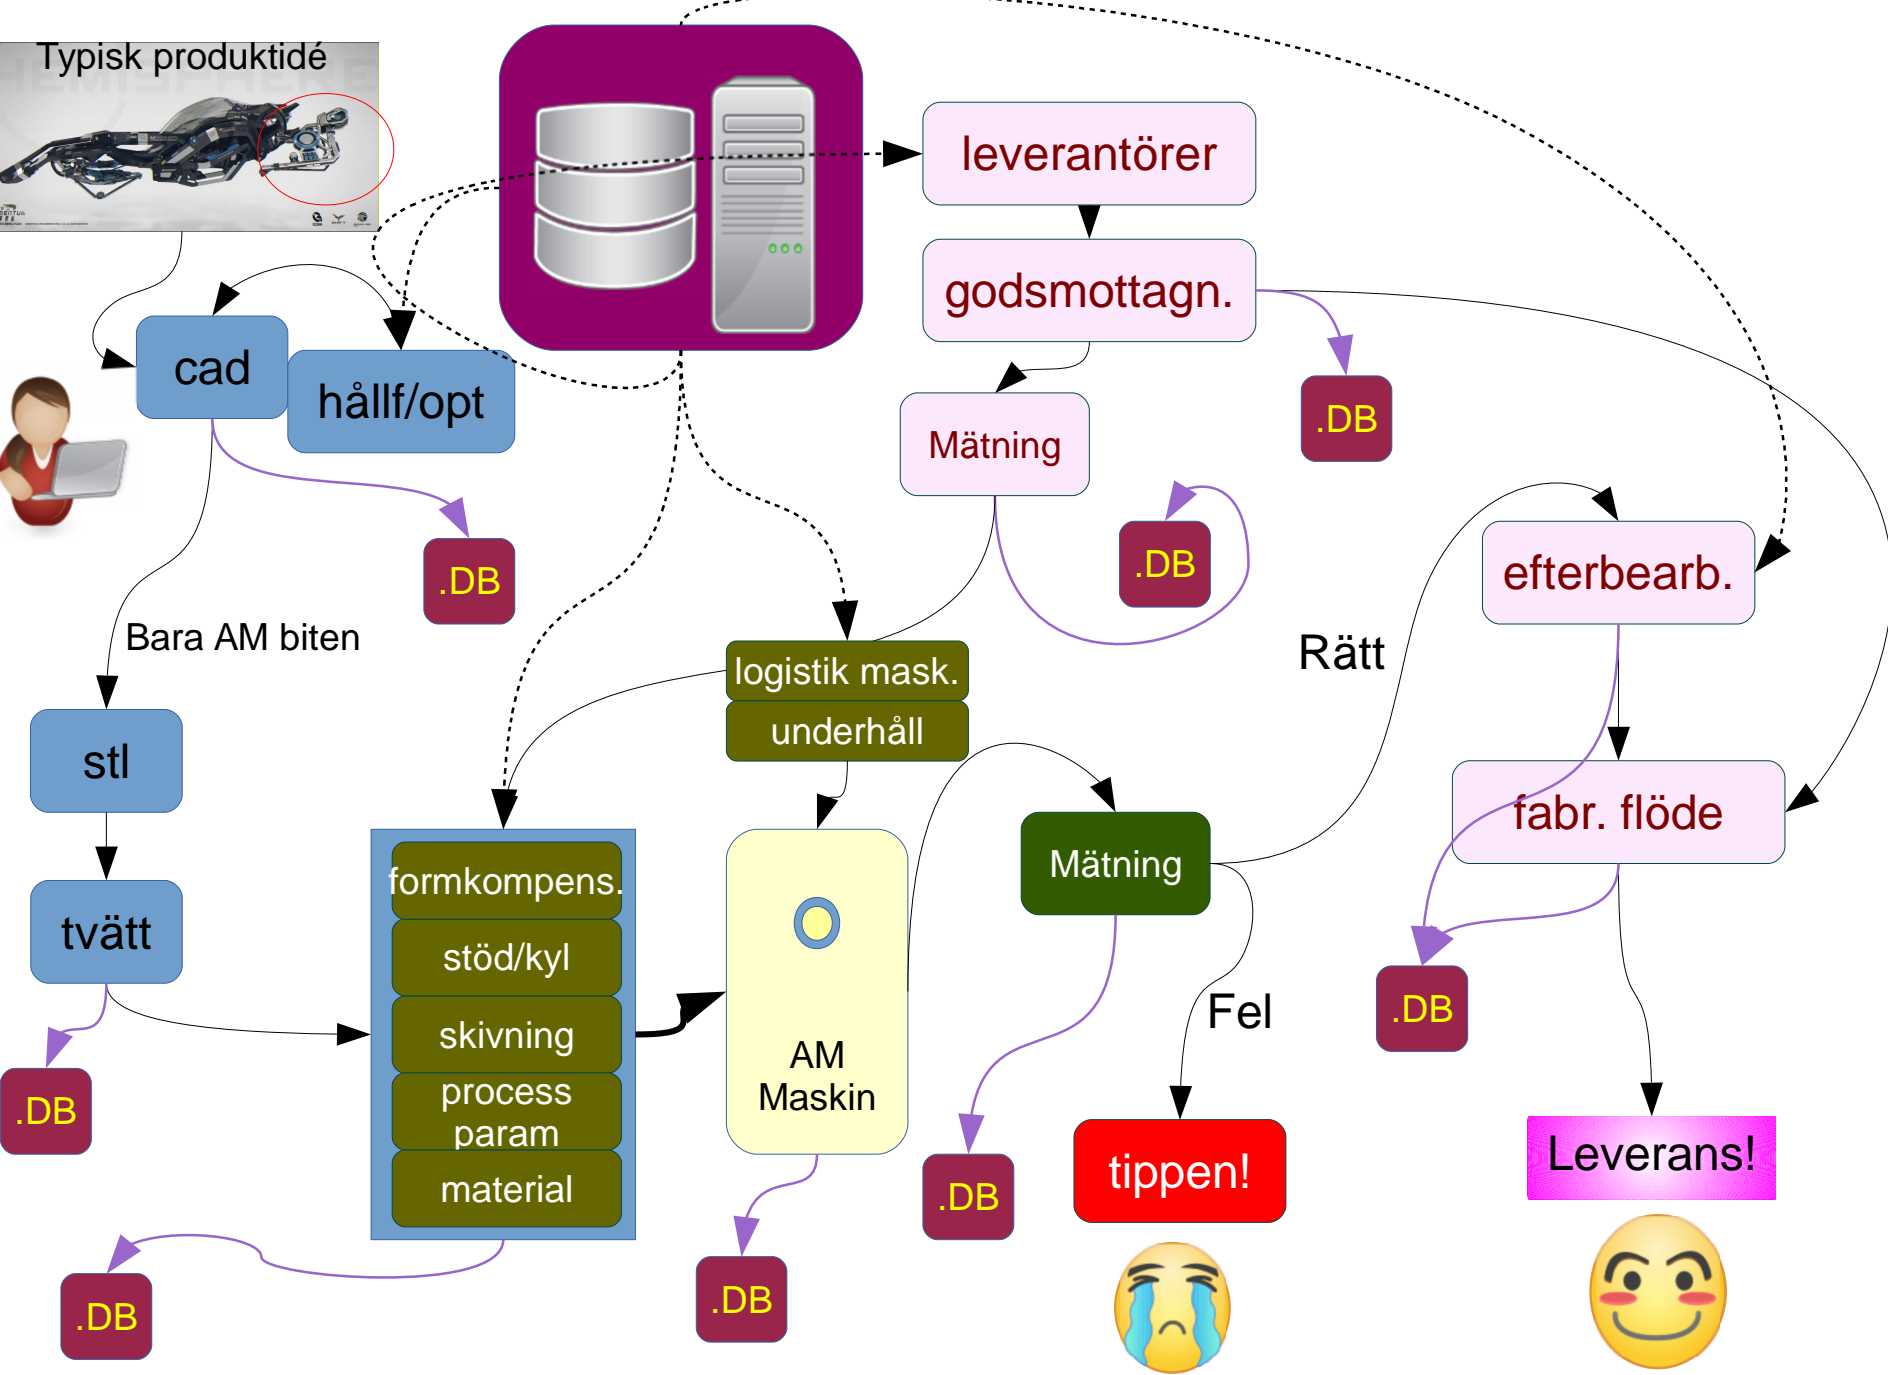 Typisk produktidé
HEMISPHERE
leverantörer
godsmottagn.
cad
hållf/opt
.DB
Mätning
.DB
.DB
efterbearb.
Bara AM biten
Rätt
logistik mask.
underhåll
stl
fabr. flöde
Mätning
formkompens.
tvätt
stöd/kyl
skivning
AM
Maskin
Fel
.DB
process
param
.DB
tippen!
Leverans!
material
.DB
.DB
.DB